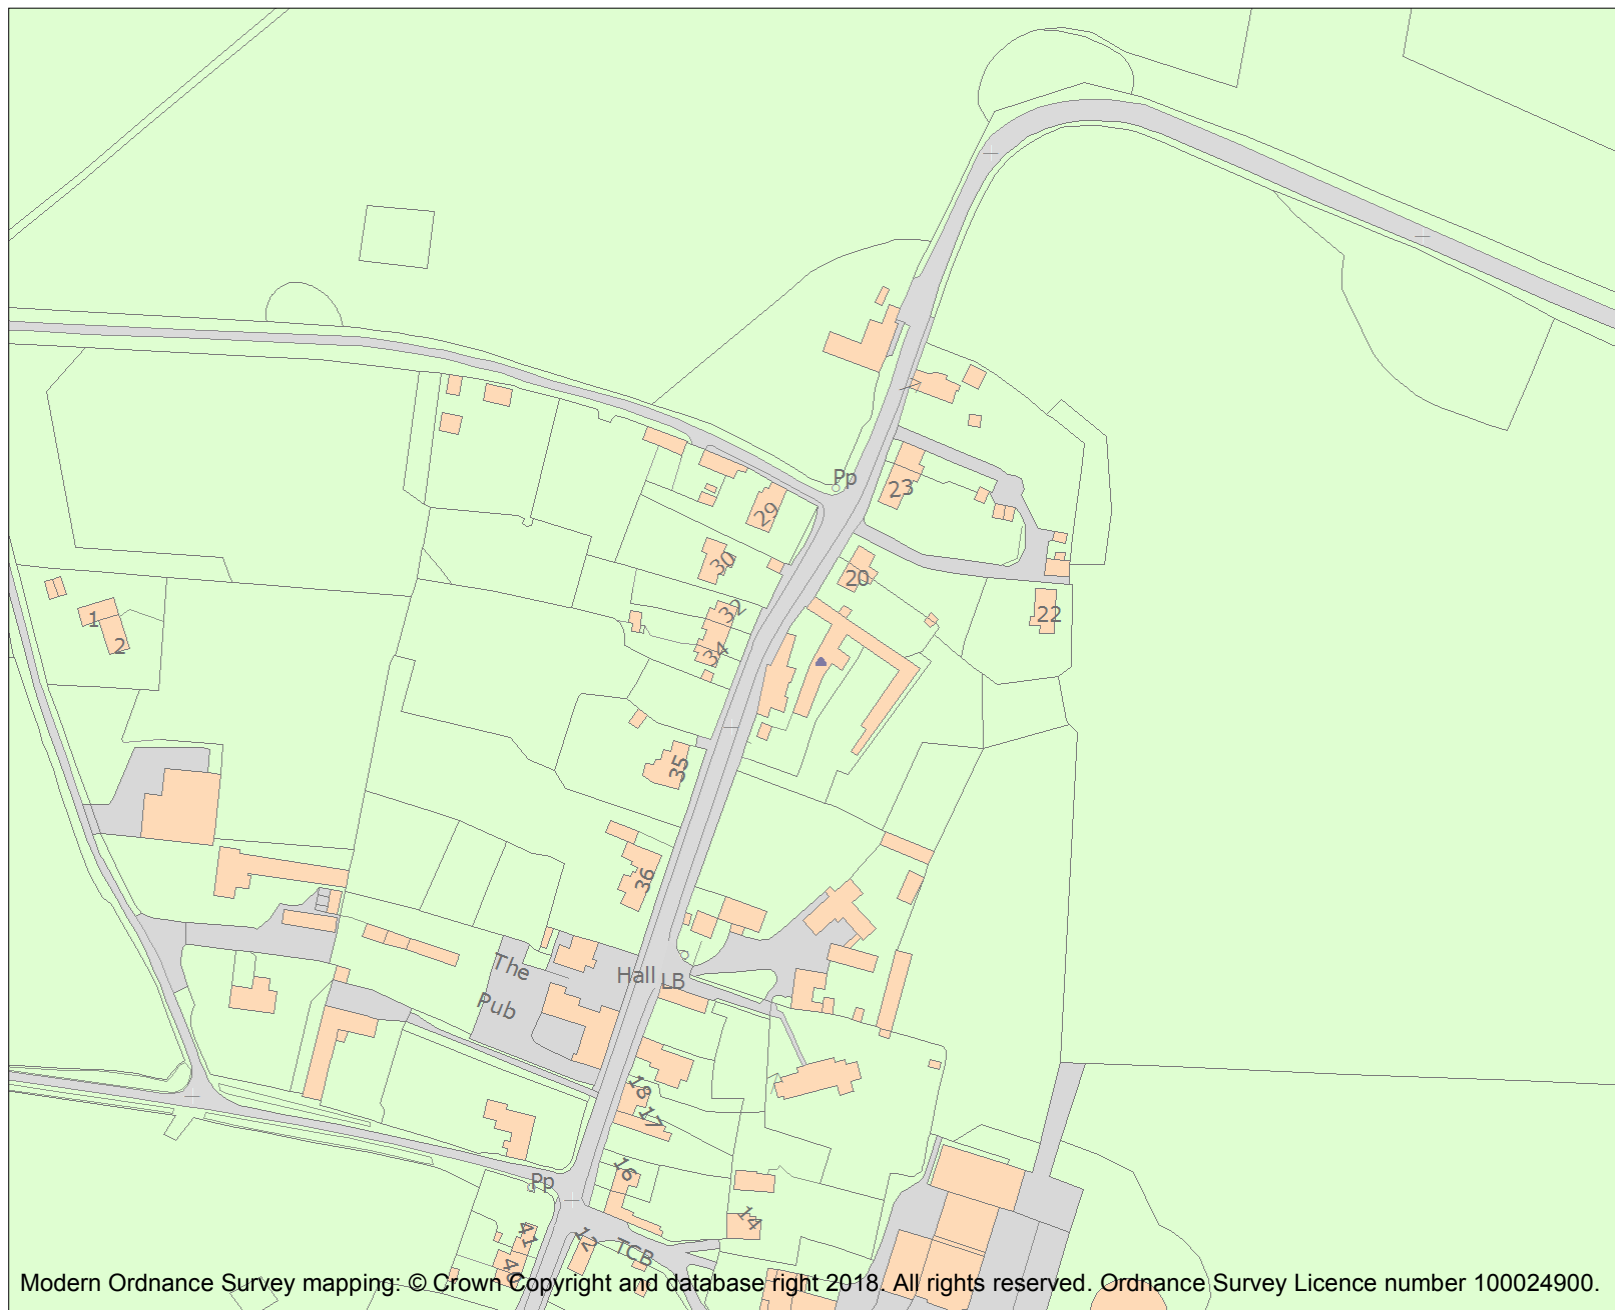 Pp
23
29
30
20
32
22
1
34
2
35
36
The
Hall
LB
Pub
18
17
16
Pp
14
41
12
TCB
40
Modern Ordnance Survey mapping: © Crown Copyright and database right 2018. All rights reserved. Ordnance Survey Licence number 100024900.